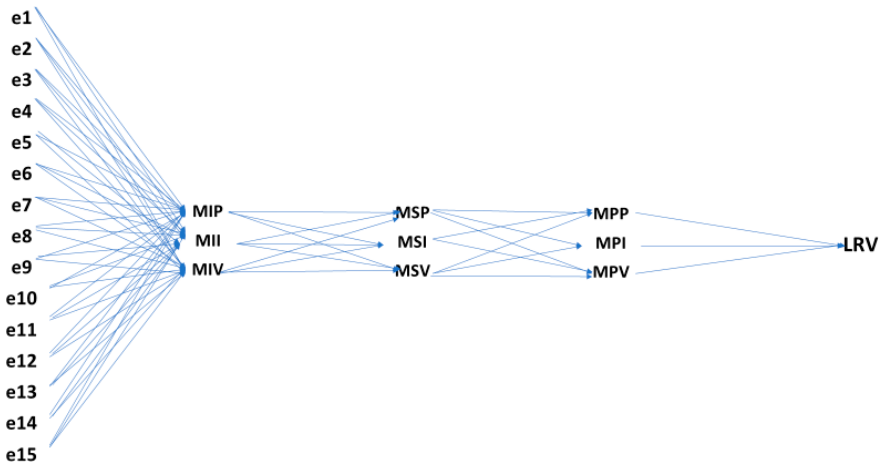 e1
e2
e3
e4
e5
e6
e7
e8
e9
e10
e11
e12
e13
e14
e15
MIP
MII
MIV
MSP
MSI
MSV
MPP
MPI
MPV
LRV